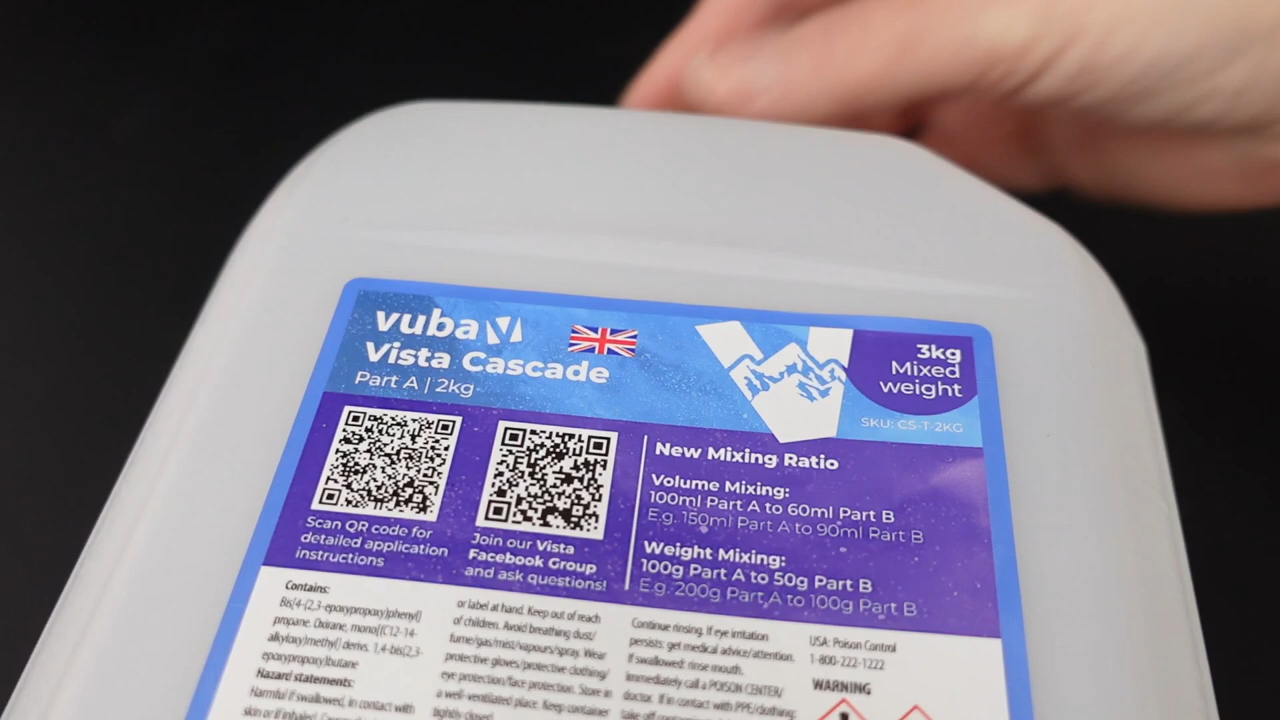 vuba
Vista Cascade
Part A | 2kg
3kg
Mixed
weight
SKU: CS-T-2KG
Scan QR code for
detailed application
instructions
Join our Vista
Facebook Group
and ask questions!
New Mixing Ratio
Volume Mixing:
100ml Part A to 60ml Part B
E.g. 150ml Part A to 90ml Part B
Weight Mixing:
100g Part A to 50g Part B
E.g. 200g Part A to 100g Part B
Contains:
Bis[4-(2,3-epoxypropoxy)phenyl]
propane. Oxirane, mono[(C12-14-
alkyloxy)methyl] derivs. 1,4-bis(2,3-
epoxypropoxy)butane
Hazard statements:
Harmful if swallowed, in contact with
skin or if inhaled.
or label at hand. Keep out of reach
of children. Avoid breathing dust/
fume/gas/mist/vapours/spray. Wear
protective gloves/protective clothing/
eye protection/face protection. Store in
a well-ventilated place. Keep container
tightly closed.
Continue rinsing. If eye irritation
persists: get medical advice/attention.
If swallowed: rinse mouth.
Immediately call a POISON CENTER/
doctor. If in contact with PPE/clothing:
take off
USA: Poison Control
1-800-222-1222
WARNING